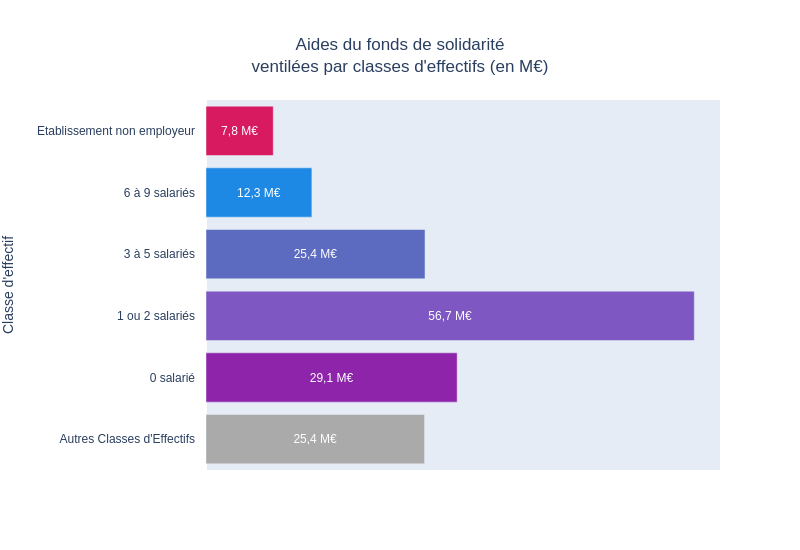 Aides du fonds de solidarité
ventilées par classes d'effectifs (en M€)
Classe d'effectif
Etablissement non employeur
7,8 M€
6 à 9 salariés
12,3 M€
3 à 5 salariés
25,4 M€
1 ou 2 salariés
56,7 M€
0 salarié
29,1 M€
Autres Classes d'Effectifs
25,4 M€